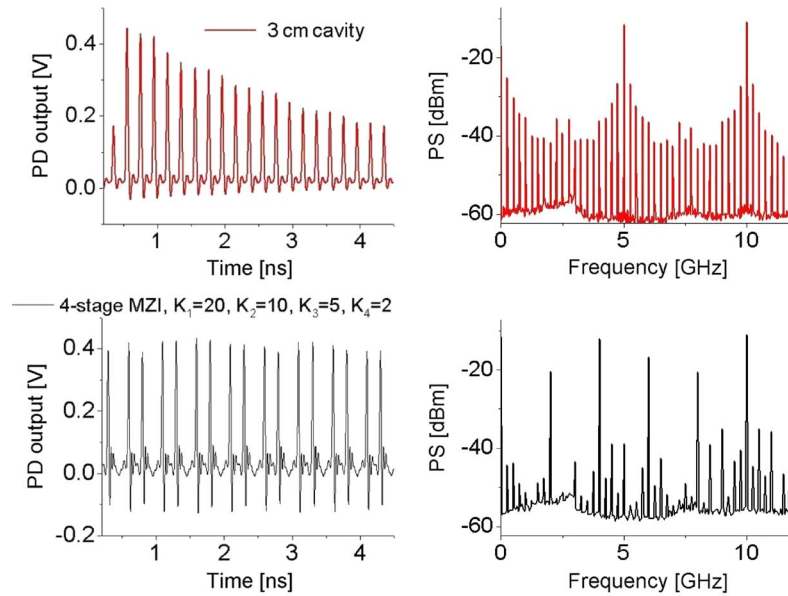 3 cm cavity
PD output [V]
0.4
0.2
0.0
1 2 3 4
Time [ns]
PS [dBm]
-20
-40
-60
0 5 10
Frequency [GHz]
4-stage MZI, K1=20, K2=10, K3=5, K4=2
PD output [V]
0.4
0.2
0.0
-0.2
1 2 3 4
Time [ns]
PS [dBm]
-20
-40
-60
0 5 10
Frequency [GHz]